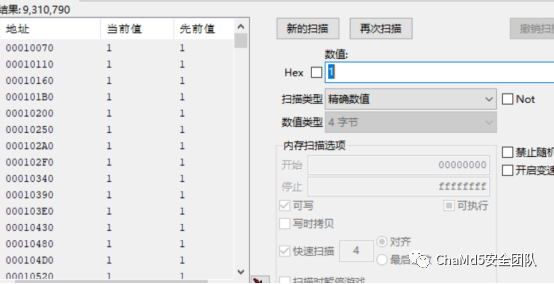 结果: 9,310,790
地址 当前值 先前值
00010070 1 1
00010110 1 1
00010160 1 1
000101B0 1 1
00010200 1 1
00010250 1 1
000102A0 1 1
000102F0 1 1
00010340 1 1
00010390 1 1
000103E0 1 1
00010430 1 1
00010480 1 1
000104D0 1 1
00010520 1 1
新的扫描 再次扫描 撤销扫
数值:
Hex 1
扫描类型 精确数值 Not
数值类型 4 字节
内存扫描选项
开始 00000000
停止 ffffffff
可写 可执行
写时拷贝
快速扫描 4 对齐
最后
扫描时暂停游戏
禁止随机
开启变速
ChaMd5安全团队